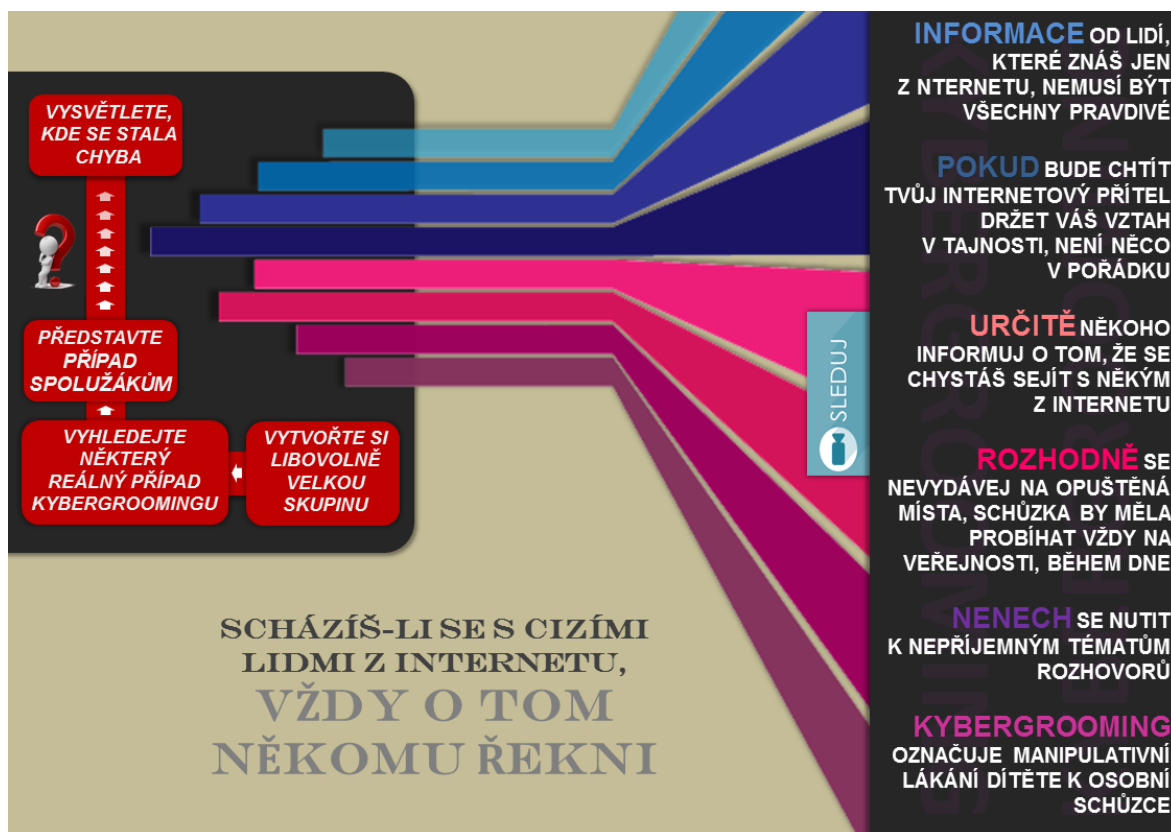 VYSVĚTLETE,
KDE SE STALA
CHYBA
PŘEDSTAVTE
PŘÍPAD
SPOLUŽÁKŮM
VYHLEDEJTE
NĚKTERÝ
REÁLNÝ PŘÍPAD
KYBERGROOMINGU
VYTVOŘTE SI
LIBOVOLNĚ
VELKOU
SKUPINU
SCHÁZÍŠ-LI SE S CIZÍMI
LIDMI Z INTERNETU,
VŽDY O TOM
NĚKOMU ŘEKNI
SLEDUJ
INFORMACE OD LIDÍ,
KTERÉ ZNÁŠ JEN
Z NTERNETU, NEMUSÍ BÝT
VŠECHNY PRAVDIVÉ
POKUD BUDE CHTÍT
TVŮJ INTERNETOVÝ PŘÍTEL
DRŽET VÁŠ VZTAH
V TAJNOSTI, NENÍ NĚCO
V POŘÁDKU
URČITĚ NĚKOHO
INFORMUJ O TOM, ŽE SE
CHYSTÁŠ SEJÍT S NĚKÝM
Z INTERNETU
ROZHODNĚ SE
NEVYDÁVEJ NA OPUŠTĚNÁ
MÍSTA, SCHŮZKA BY MĚLA
PROBÍHAT VŽDY NA
VEŘEJNOSTI, BĚHEM DNE
NENECH SE NUTIT
K NEPŘÍJEMNÝM TÉMATŮM
ROZHOVORŮ
KYBERGROOMING
OZNAČUJE MANIPULATIVNÍ
LÁKÁNÍ DÍTĚTE K OSOBNÍ
SCHŮZCE
KYBERGROOMING